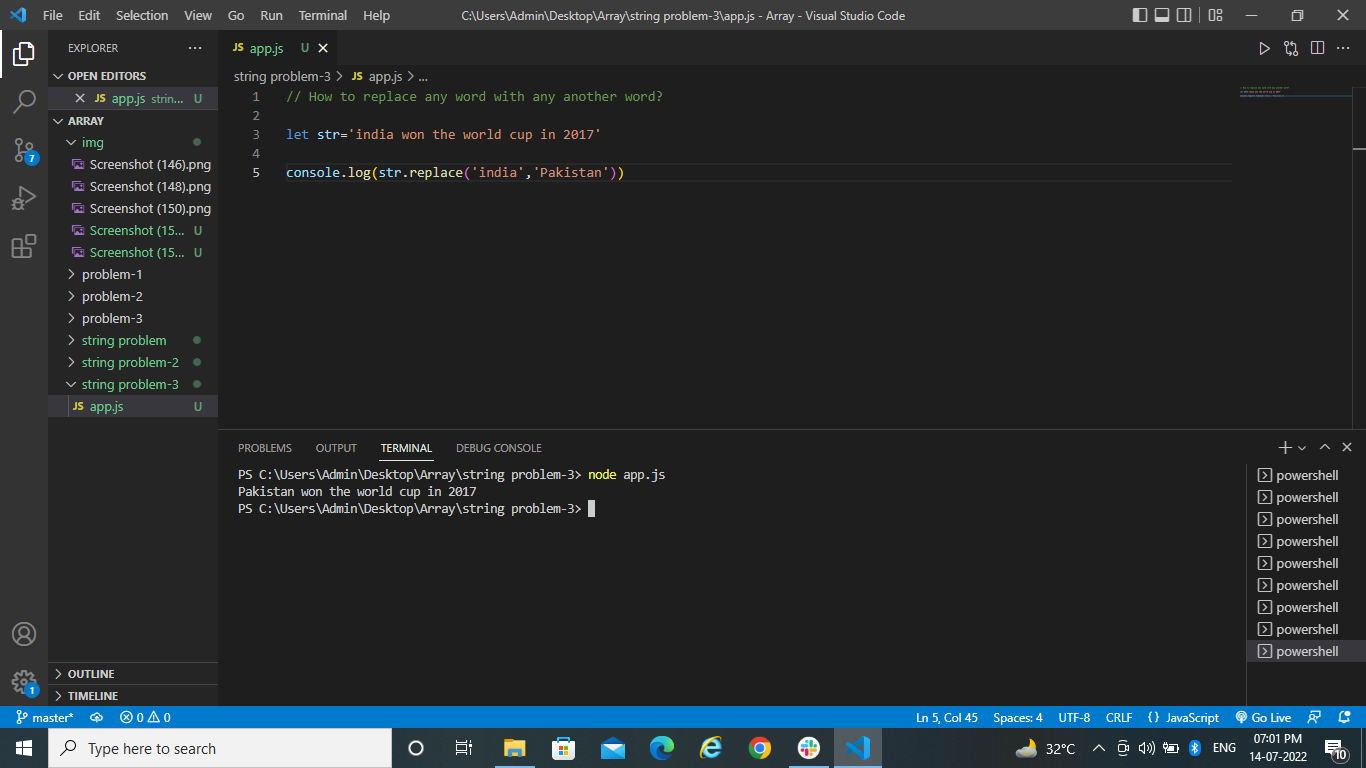 File Edit Selection View Go Run Terminal Help C:\Users\Admin\Desktop\Array\string problem-3\app.js - Array - Visual Studio Code
EXPLORER ...
OPEN EDITORS
JS app.js strin... U
ARRAY
img
Screenshot (146).png
Screenshot (148).png
Screenshot (150).png
Screenshot (15... U
Screenshot (15... U
problem-1
problem-2
problem-3
string problem
string problem-2
string problem-3
JS app.js U
OUTLINE
TIMELINE
7
1
JS app.js U
string problem-3 > JS app.js > ...
1 // How to replace any word with any another word?
2
3 let str='india won the world cup in 2017'
4
5 console.log(str.replace('india','Pakistan'))
PROBLEMS OUTPUT TERMINAL DEBUG CONSOLE
PS C:\Users\Admin\Desktop\Array\string problem-3> node app.js
Pakistan won the world cup in 2017
PS C:\Users\Admin\Desktop\Array\string problem-3>
powershell
powershell
powershell
powershell
powershell
powershell
powershell
powershell
powershell
master* 0 0 Ln 5, Col 45 Spaces: 4 UTF-8 CRLF {} JavaScript Go Live
Type here to search
32°C ENG
07:01 PM
14-07-2022
10